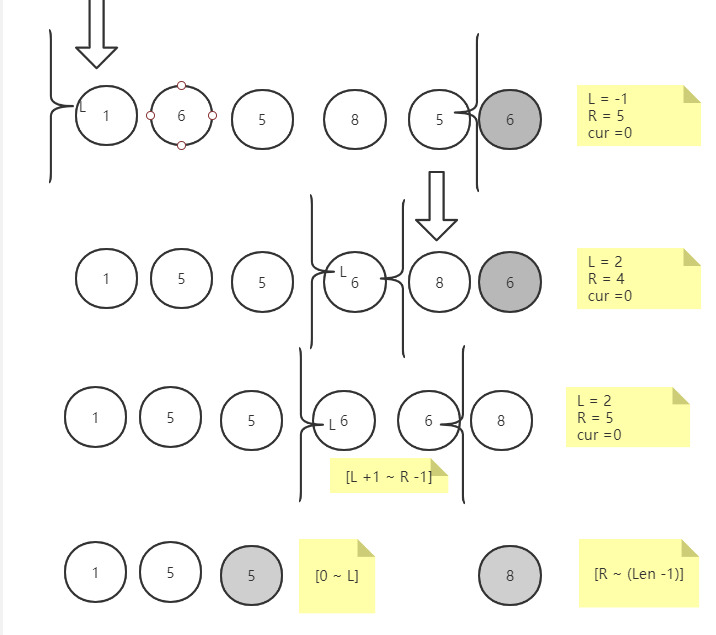 L 1 6 5 8 5 6
L = -1
R = 5
cur =0
1 5 5 L 6 8 6
L = 2
R = 4
cur =0
1 5 5 L 6 6 8
L = 2
R = 5
cur =0
[L +1 ~ R -1]
1 5 5 [0 ~ L] 8 [R ~ (Len -1)]